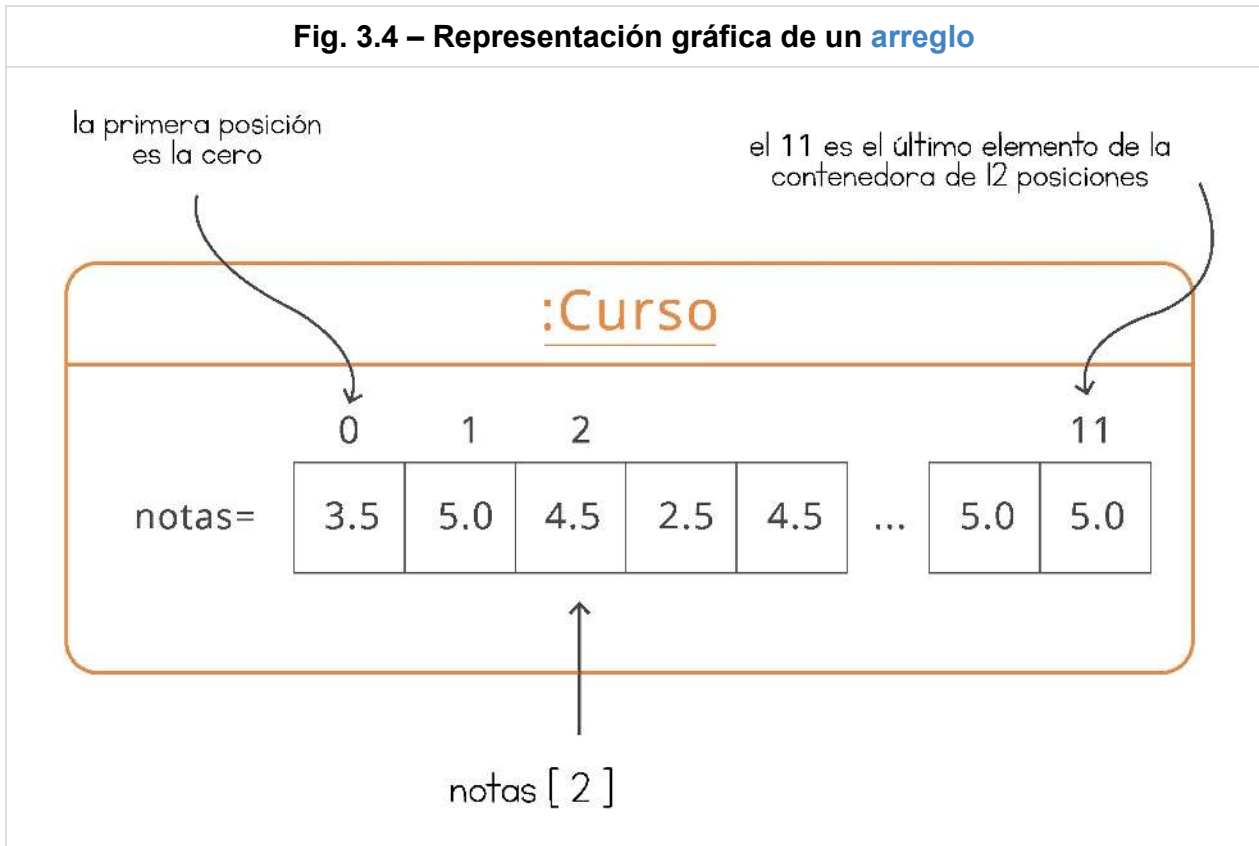 Fig. 3.4 – Representación gráfica de un arreglo
la primera posición
es la cero
el 11 es el último elemento de la
contenedora de 12 posiciones
:Curso
0 1 2 11
notas= 3.5 5.0 4.5 2.5 4.5 ... 5.0 5.0
notas [ 2 ]